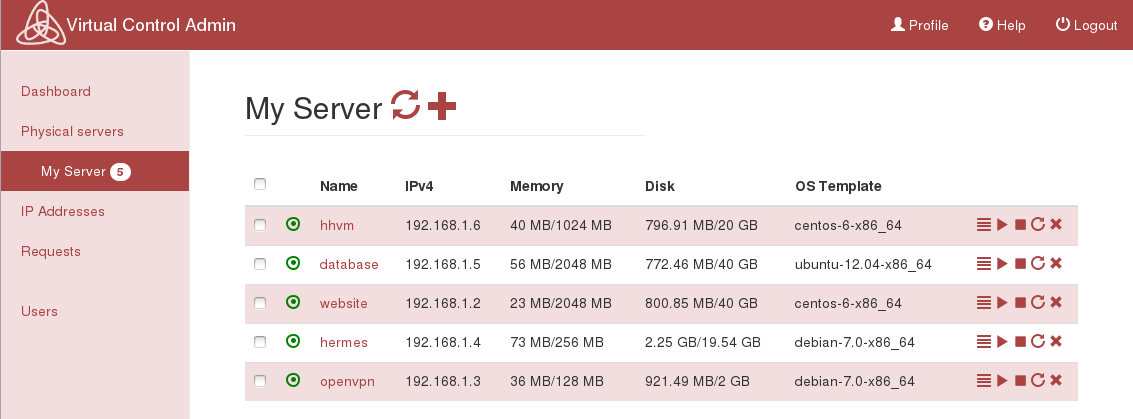 Virtual Control Admin
Profile Help Logout
Dashboard
Physical servers
My Server 5
IP Addresses
Requests
Users
My Server
Name IPv4 Memory Disk OS Template
hhvm 192.168.1.6 40 MB/1024 MB 796.91 MB/20 GB centos-6-x86_64
database 192.168.1.5 56 MB/2048 MB 772.46 MB/40 GB ubuntu-12.04-x86_64
website 192.168.1.2 23 MB/2048 MB 800.85 MB/40 GB centos-6-x86_64
hermes 192.168.1.4 73 MB/256 MB 2.25 GB/19.54 GB debian-7.0-x86_64
openvpn 192.168.1.3 36 MB/128 MB 921.49 MB/2 GB debian-7.0-x86_64